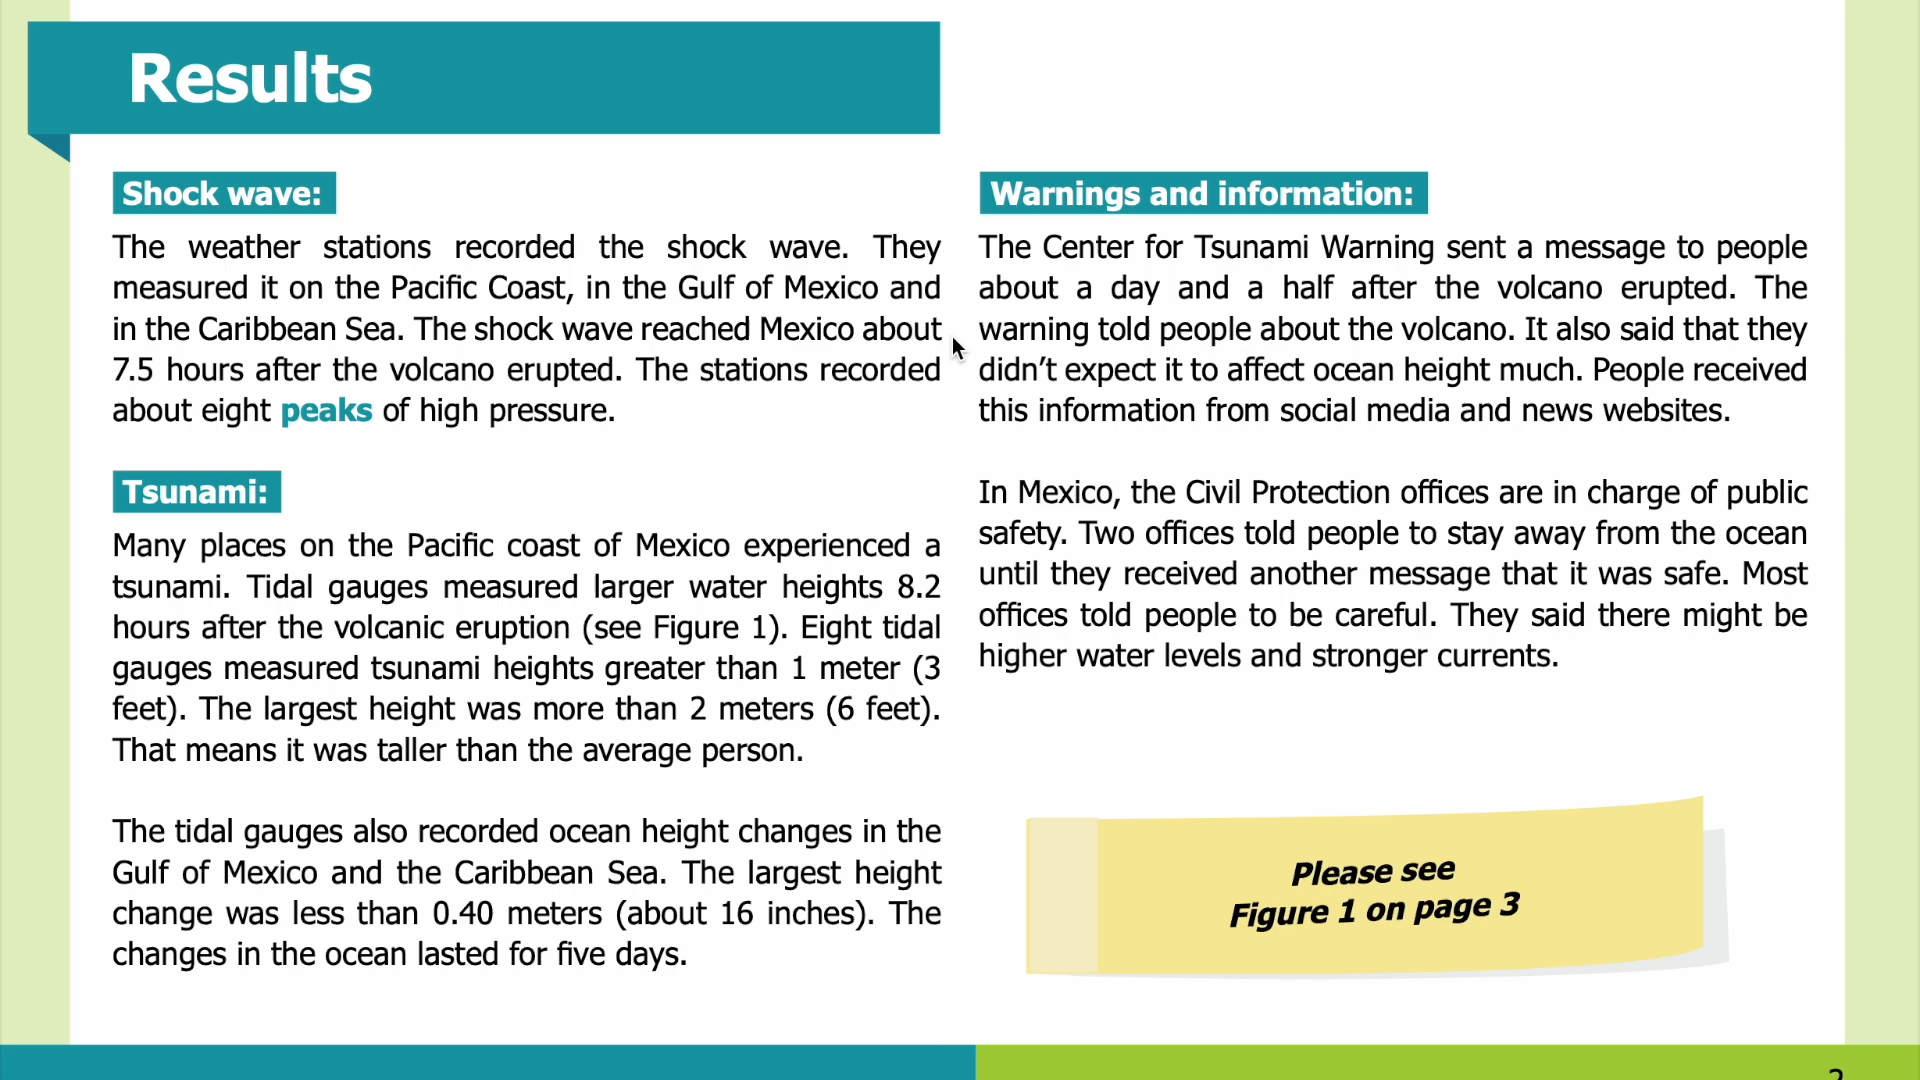 Results
Shock wave:
The weather stations recorded the shock wave. They
measured it on the Pacific Coast, in the Gulf of Mexico and
in the Caribbean Sea. The shock wave reached Mexico about
7.5 hours after the volcano erupted. The stations recorded
about eight peaks of high pressure.
Tsunami:
Many places on the Pacific coast of Mexico experienced a
tsunami. Tidal gauges measured larger water heights 8.2
hours after the volcanic eruption (see Figure 1). Eight tidal
gauges measured tsunami heights greater than 1 meter (3
feet). The largest height was more than 2 meters (6 feet).
That means it was taller than the average person.
The tidal gauges also recorded ocean height changes in the
Gulf of Mexico and the Caribbean Sea. The largest height
change was less than 0.40 meters (about 16 inches). The
changes in the ocean lasted for five days.
Warnings and information:
The Center for Tsunami Warning sent a message to people
about a day and a half after the volcano erupted. The
warning told people about the volcano. It also said that they
didn’t expect it to affect ocean height much. People received
this information from social media and news websites.
In Mexico, the Civil Protection offices are in charge of public
safety. Two offices told people to stay away from the ocean
until they received another message that it was safe. Most
offices told people to be careful. They said there might be
higher water levels and stronger currents.
Please see
Figure 1 on page 3